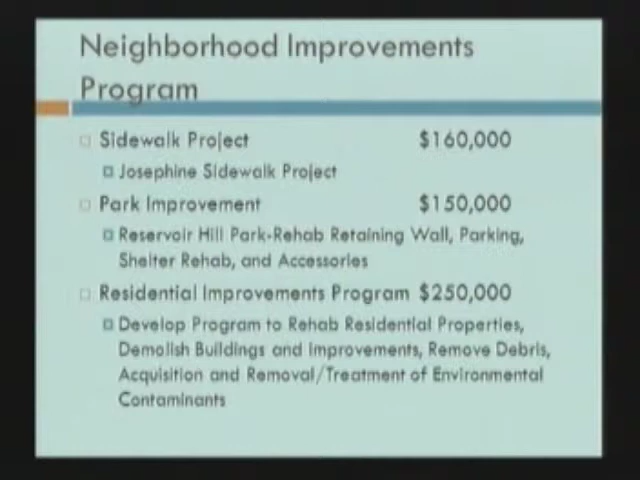 Neighborhood Improvements
Program
Sidewalk Project $160,000
Josephine Sidewalk Project
Park Improvement $150,000
Reservoir Hill Park-Rehab Retaining Wall, Parking,
Shelter Rehab, and Accessories
Residential Improvements Program $250,000
Develop Program to Rehab Residential Properties,
Demolish Buildings and Improvements, Remove Debris,
Acquisition and Removal/Treatment of Environmental
Contaminants